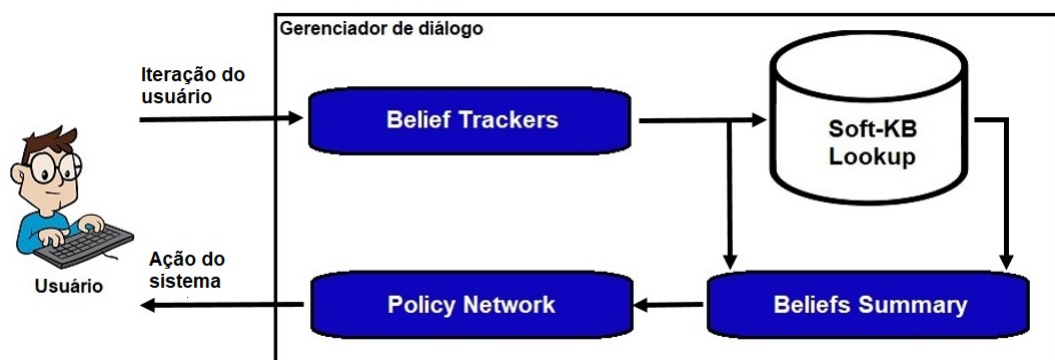 Gerenciador de diálogo
Iteração do
usuário
Belief Trackers
Soft-KB
Lookup
Usuário
Ação do
sistema
Policy Network
Beliefs Summary